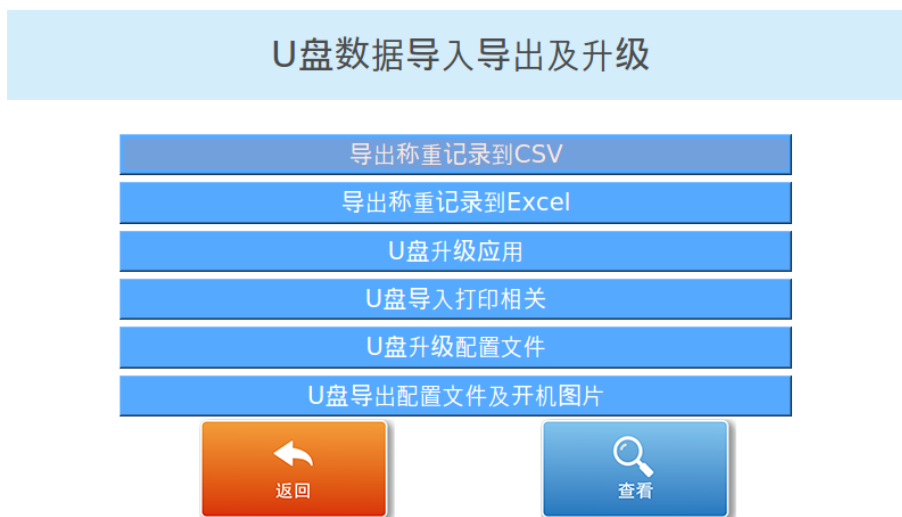 U盘数据导入导出及升级
导出称重记录到CSV
导出称重记录到Excel
U盘升级应用
U盘导入打印相关
U盘升级配置文件
U盘导出配置文件及开机图片
返回
查看